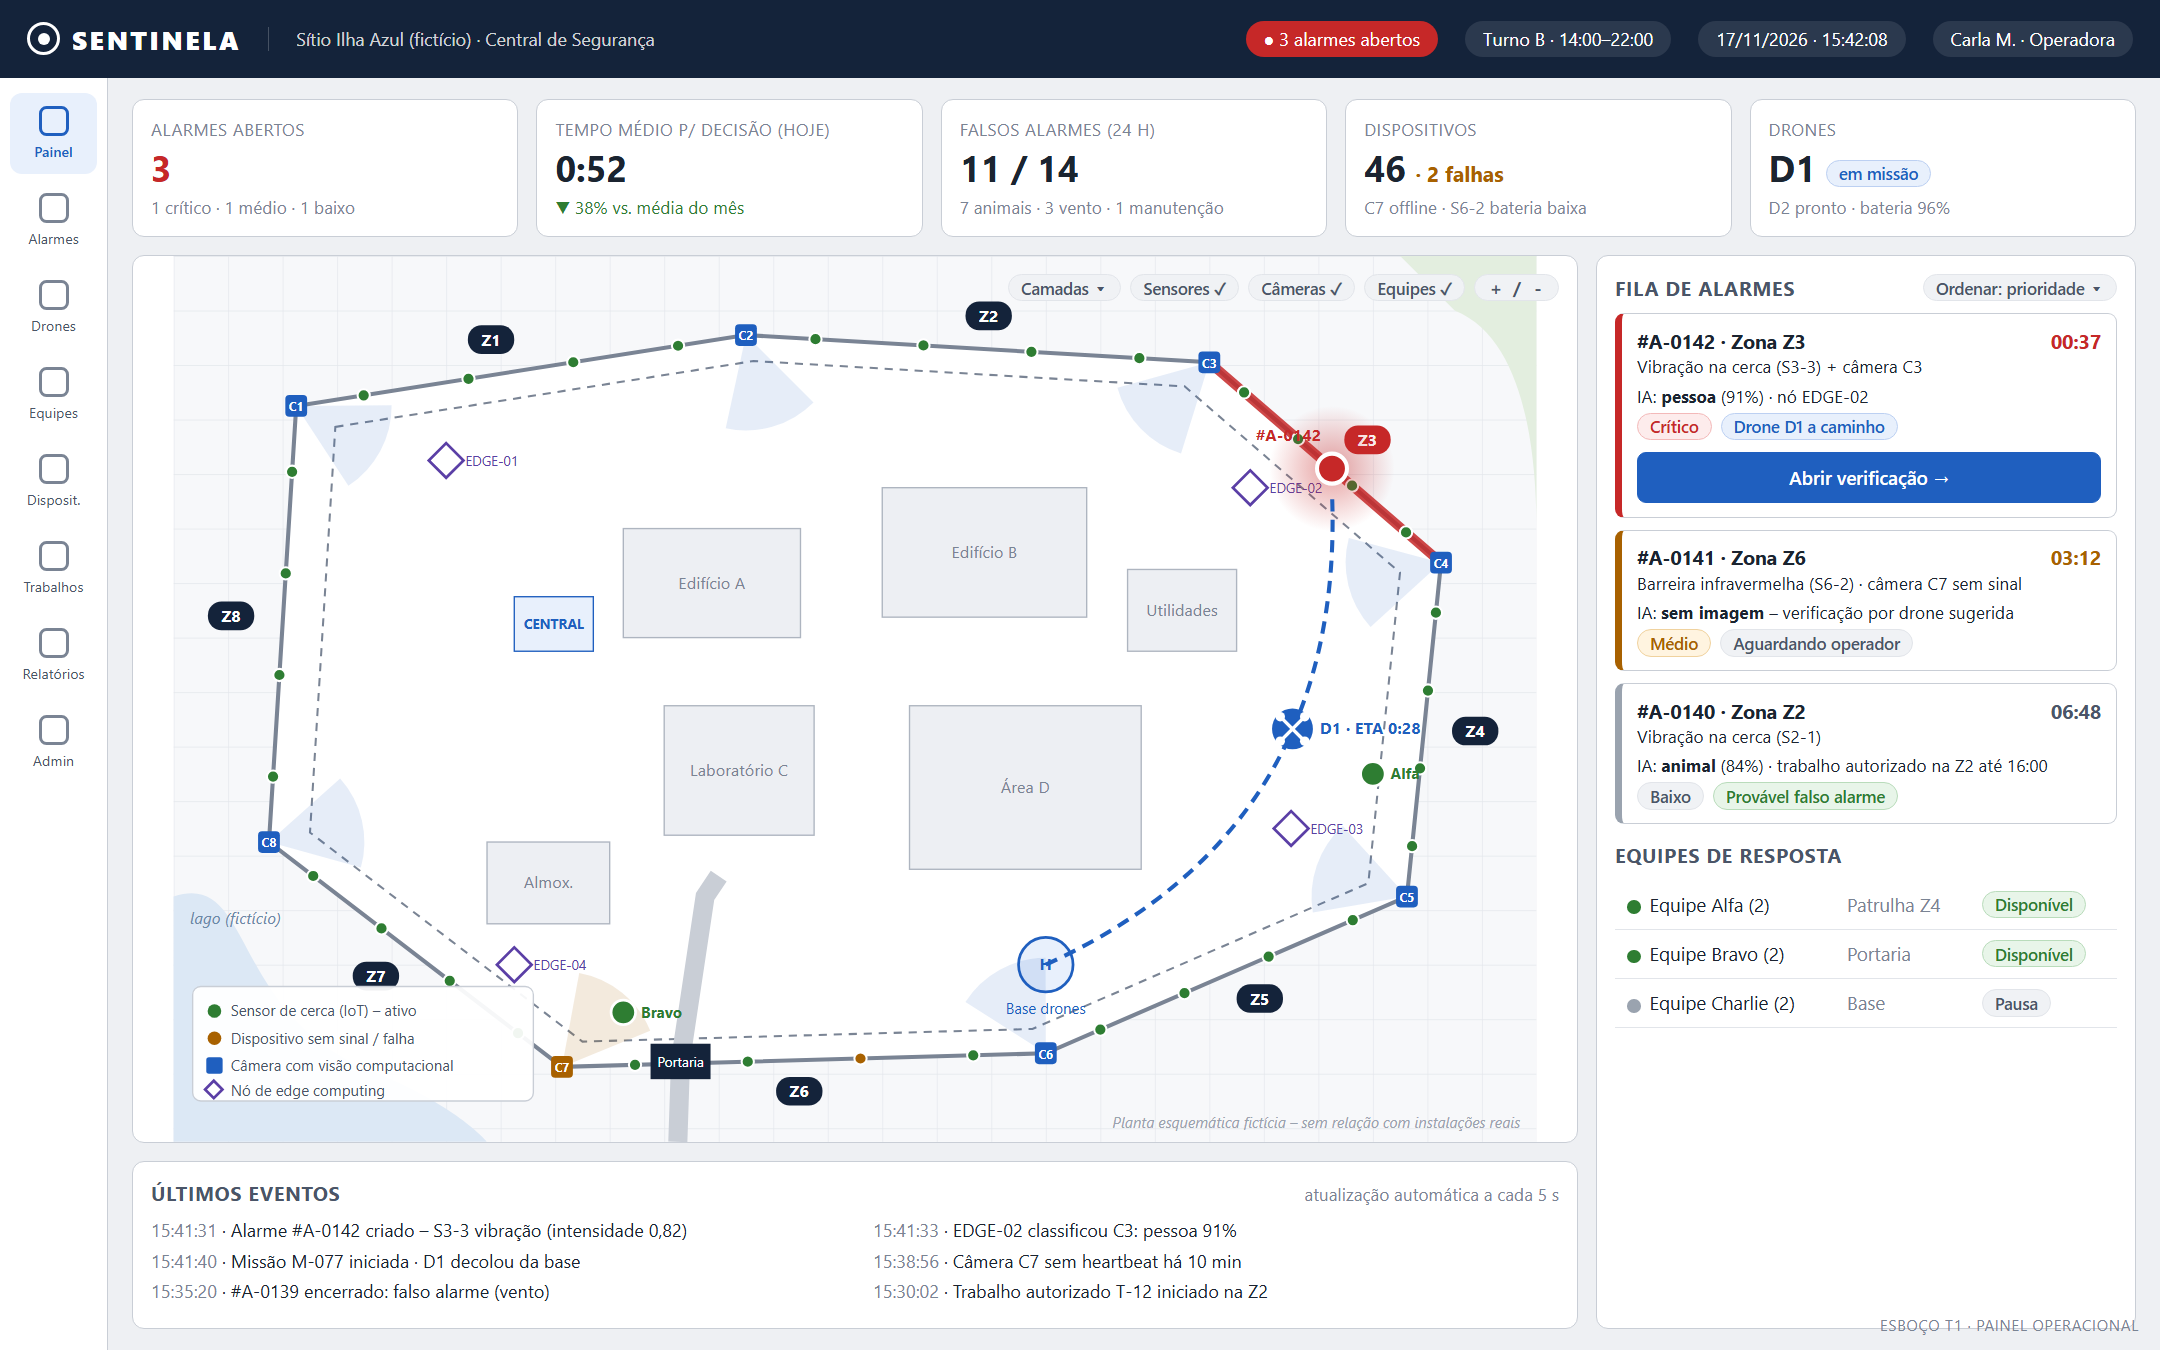 SENTINELA
Sítio Ilha Azul (fictício) · Central de Segurança
● 3 alarmes abertos
Turno B · 14:00–22:00
17/11/2026 · 15:42:08
Carla M. · Operadora
Painel
Alarmes
Drones
Equipes
Disposit.
Trabalhos
Relatórios
Admin
ALARMES ABERTOS
3
1 crítico · 1 médio · 1 baixo
TEMPO MÉDIO P/ DECISÃO (HOJE)
0:52
▼ 38% vs. média do mês
FALSOS ALARMES (24 H)
11 / 14
7 animais · 3 vento · 1 manutenção
DISPOSITIVOS
46 · 2 falhas
C7 offline · S6-2 bateria baixa
DRONES
D1 em missão
D2 pronto · bateria 96%
Camadas ▾
Sensores ✓
Câmeras ✓
Equipes ✓
+ / -
Z1
C2
Z2
C3
C1
#A-0142
Z3
EDGE-01
EDGE-02
Edifício A
Edifício B
Utilidades
C4
CENTRAL
Z8
D1 · ETA 0:28
Z4
Laboratório C
Área D
Alfa
EDGE-03
C8
Almox.
C5
lago (fictício)
EDGE-04
Z7
H
Base drones
Z5
Bravo
C7
Portaria
C6
Z6
Sensor de cerca (IoT) – ativo
Dispositivo sem sinal / falha
Câmera com visão computacional
Nó de edge computing
Planta esquemática fictícia – sem relação com instalações reais
FILA DE ALARMES
Ordenar: prioridade ▾
#A-0142 · Zona Z3
00:37
Vibração na cerca (S3-3) + câmera C3
IA: pessoa (91%) · nó EDGE-02
Crítico
Drone D1 a caminho
Abrir verificação →
#A-0141 · Zona Z6
03:12
Barreira infravermelha (S6-2) · câmera C7 sem sinal
IA: sem imagem – verificação por drone sugerida
Médio
Aguardando operador
#A-0140 · Zona Z2
06:48
Vibração na cerca (S2-1)
IA: animal (84%) · trabalho autorizado na Z2 até 16:00
Baixo
Provável falso alarme
EQUIPES DE RESPOSTA
Equipe Alfa (2)
Patrulha Z4
Disponível
Equipe Bravo (2)
Portaria
Disponível
Equipe Charlie (2)
Base
Pausa
ÚLTIMOS EVENTOS
atualização automática a cada 5 s
15:41:31 · Alarme #A-0142 criado – S3-3 vibração (intensidade 0,82)
15:41:33 · EDGE-02 classificou C3: pessoa 91%
15:41:40 · Missão M-077 iniciada · D1 decolou da base
15:38:56 · Câmera C7 sem heartbeat há 10 min
15:35:20 · #A-0139 encerrado: falso alarme (vento)
15:30:02 · Trabalho autorizado T-12 iniciado na Z2
ESBOÇO T1 · PAINEL OPERACIONAL